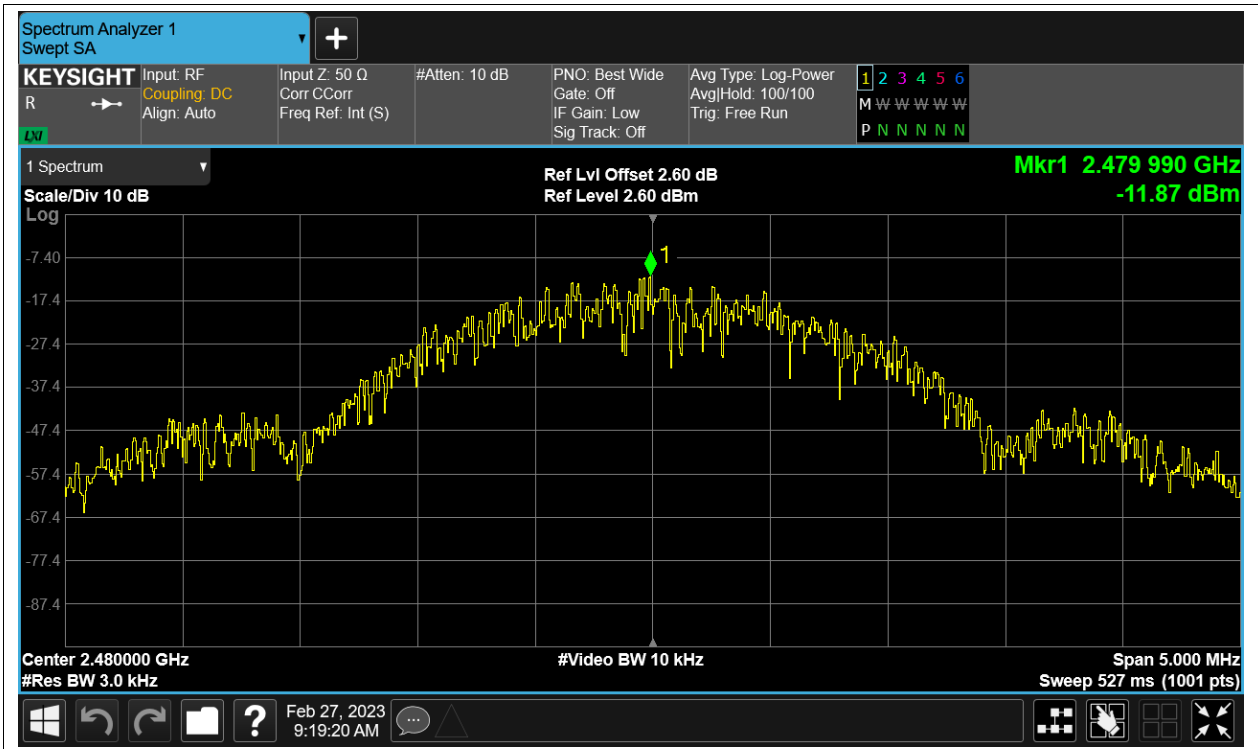 Spectrum Analyzer 1
Swept SA
KEYSIGHT
R
LXI
Input: RF
Coupling: DC
Align: Auto
Input Z: 50 Ω
Corr CCorr
Freq Ref: Int (S)
#Atten: 10 dB
PNO: Best Wide
Gate: Off
IF Gain: Low
Sig Track: Off
Avg Type: Log-Power
Avg|Hold: 100/100
Trig: Free Run
1 2 3 4 5 6
M W W W W W
P N N N N N
1 Spectrum
Scale/Div 10 dB
Ref Lvl Offset 2.60 dB
Ref Level 2.60 dBm
Mkr1 2.479 990 GHz
-11.87 dBm
Log
1
-7.40
-17.4
-27.4
-37.4
-47.4
-57.4
-67.4
-77.4
-87.4
Center 2.480000 GHz
#Video BW 10 kHz
Span 5.000 MHz
#Res BW 3.0 kHz
Sweep 527 ms (1001 pts)
?
Feb 27, 2023
9:19:20 AM